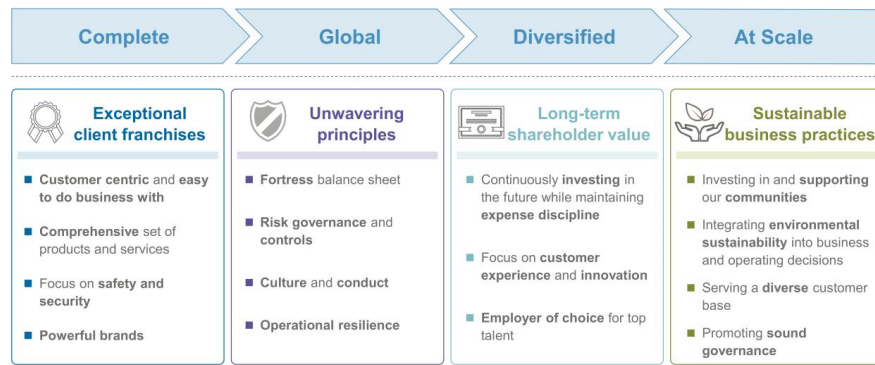 Complete
Global
Diversified
At Scale
Exceptional
client franchises
■ Customer centric and easy
to do business with
■ Comprehensive set of
products and services
■ Focus on safety and
security
■ Powerful brands
Unwavering
principles
■ Fortress balance sheet
■ Risk governance and
controls
■ Culture and conduct
■ Operational resilience
Long-term
shareholder value
■ Continuously investing in
the future while maintaining
expense discipline
■ Focus on customer
experience and innovation
■ Employer of choice for top
talent
Sustainable
business practices
■ Investing in and supporting
our communities
■ Integrating environmental
sustainability into business
and operating decisions
■ Serving a diverse customer
base
■ Promoting sound
governance